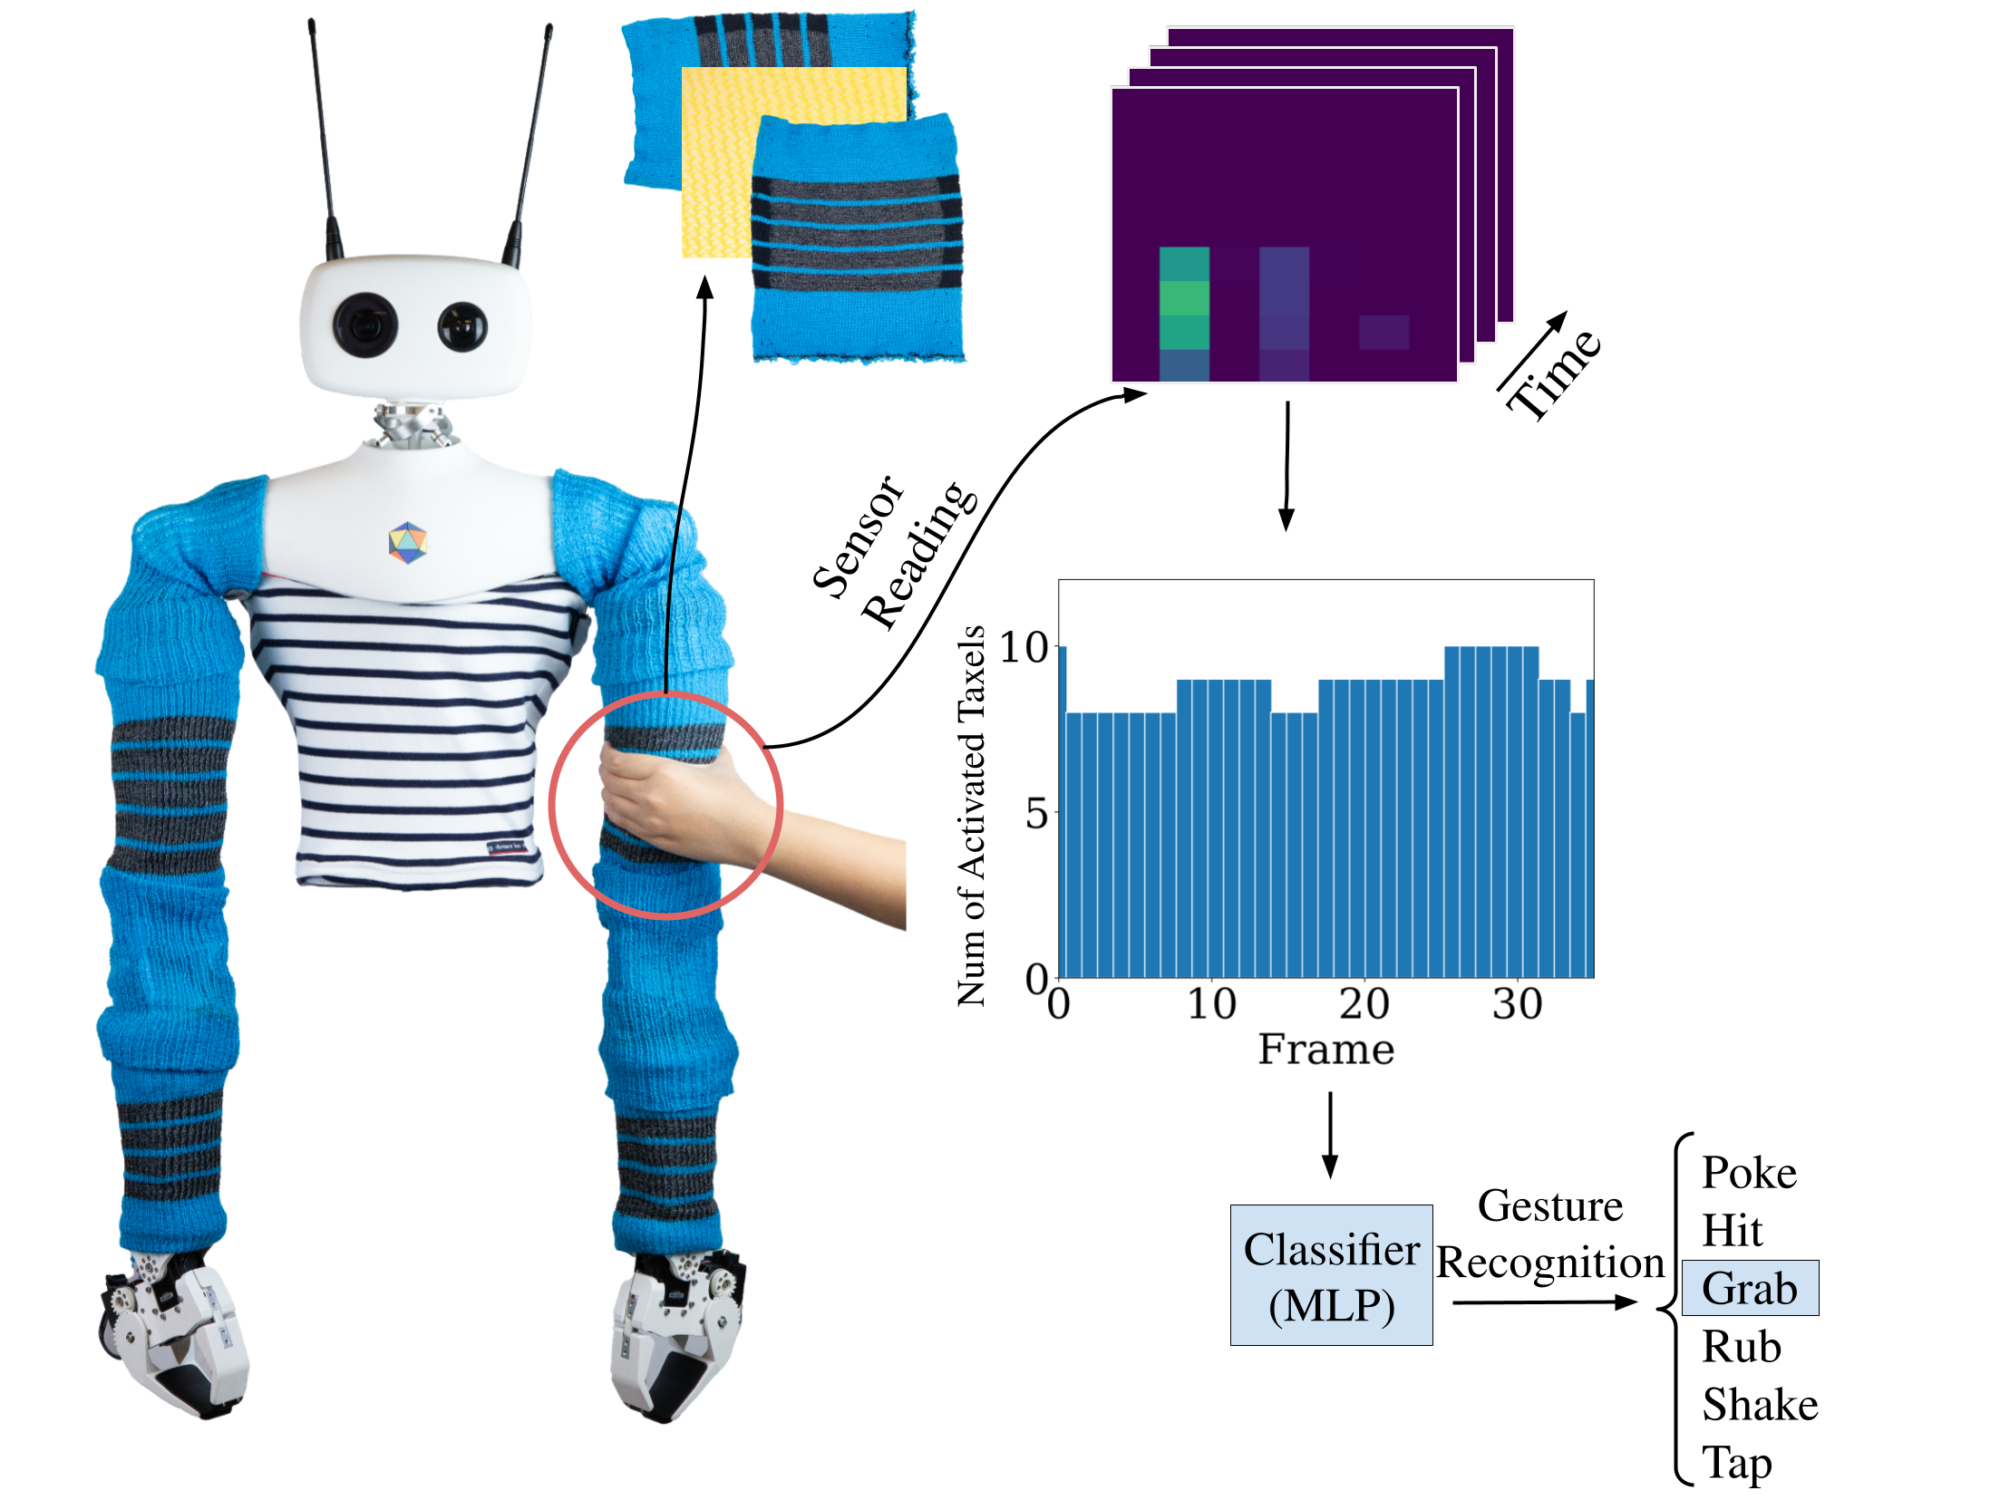 Time
Sensor
Reading
Num of Activated Taxels
10
5
0
0 10 20 30
Frame
Classifier
(MLP)
Gesture
Recognition
Poke
Hit
Grab
Rub
Shake
Tap